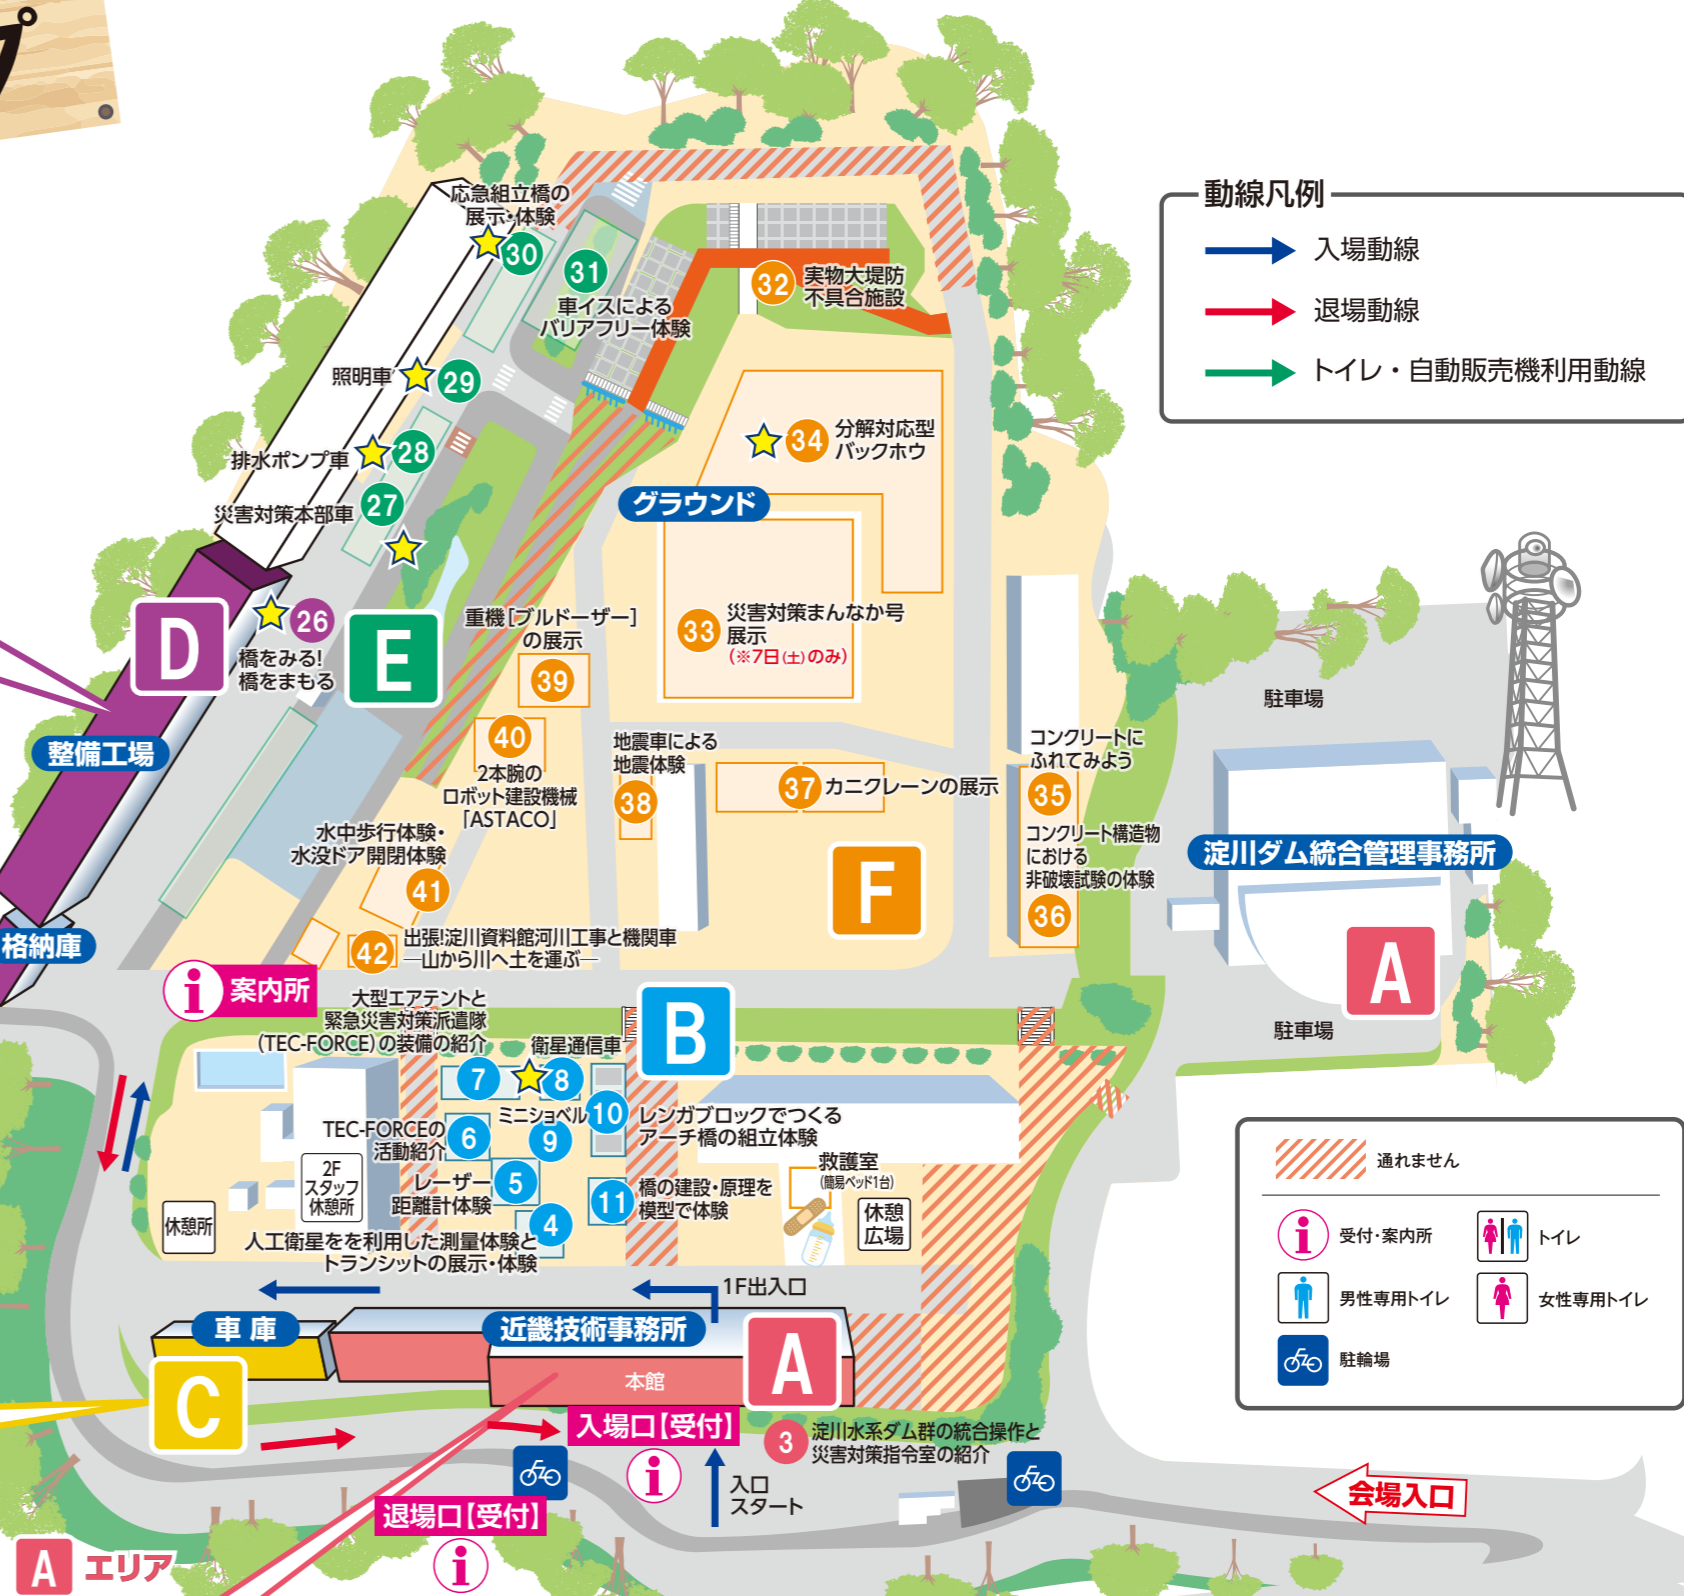 動線凡例
入場動線
退場動線
トイレ・自動販売機利用動線
応急組立橋の
展示・体験
30
31
車イスによる
バリアフリー体験
32
実物大堤防
不具合施設
照明車
29
排水ポンプ車
28
災害対策本部車
27
34
分解対応型
バックホウ
グラウンド
33
災害対策まんなか号
展示
(※7日(土)のみ)
D
26
橋をみる!
橋をまもる
E
重機[ブルドーザー]
の展示
39
整備工場
40
2本腕の
ロボット建設機械
「ASTACO」
地震車による
地震体験
38
37
カニクレーンの展示
コンクリートに
ふれてみよう
35
コンクリート構造物
における
非破壊試験の体験
36
駐車場
淀川ダム統合管理事務所
A
駐車場
水中歩行体験・
水没ドア開閉体験
41
F
格納庫
42
出張!淀川資料館河川工事と機関車
―山から川へ土を運ぶ―
i
案内所
大型エアテントと
緊急災害対策派遣隊
(TEC-FORCE)の装備の紹介
7
衛星通信車
8
B
ミニショベル
9
10
レンガブロックでつくる
アーチ橋の組立体験
TEC-FORCEの
活動紹介
6
レーザー
距離計体験
5
11
橋の建設・原理を
模型で体験
救護室
(簡易ベッド1台)
休憩
広場
2F
スタッフ
休憩所
休憩所
4
人工衛星をを利用した測量体験と
トランシットの展示・体験
1F出入口
車庫
近畿技術事務所
本館
A
C
入場口【受付】
i
3
淀川水系ダム群の統合操作と
災害対策指令室の紹介
入口
スタート
退場口【受付】
i
会場入口
A エリア
通れません
i
受付・案内所
トイレ
男性専用トイレ
女性専用トイレ
駐輪場